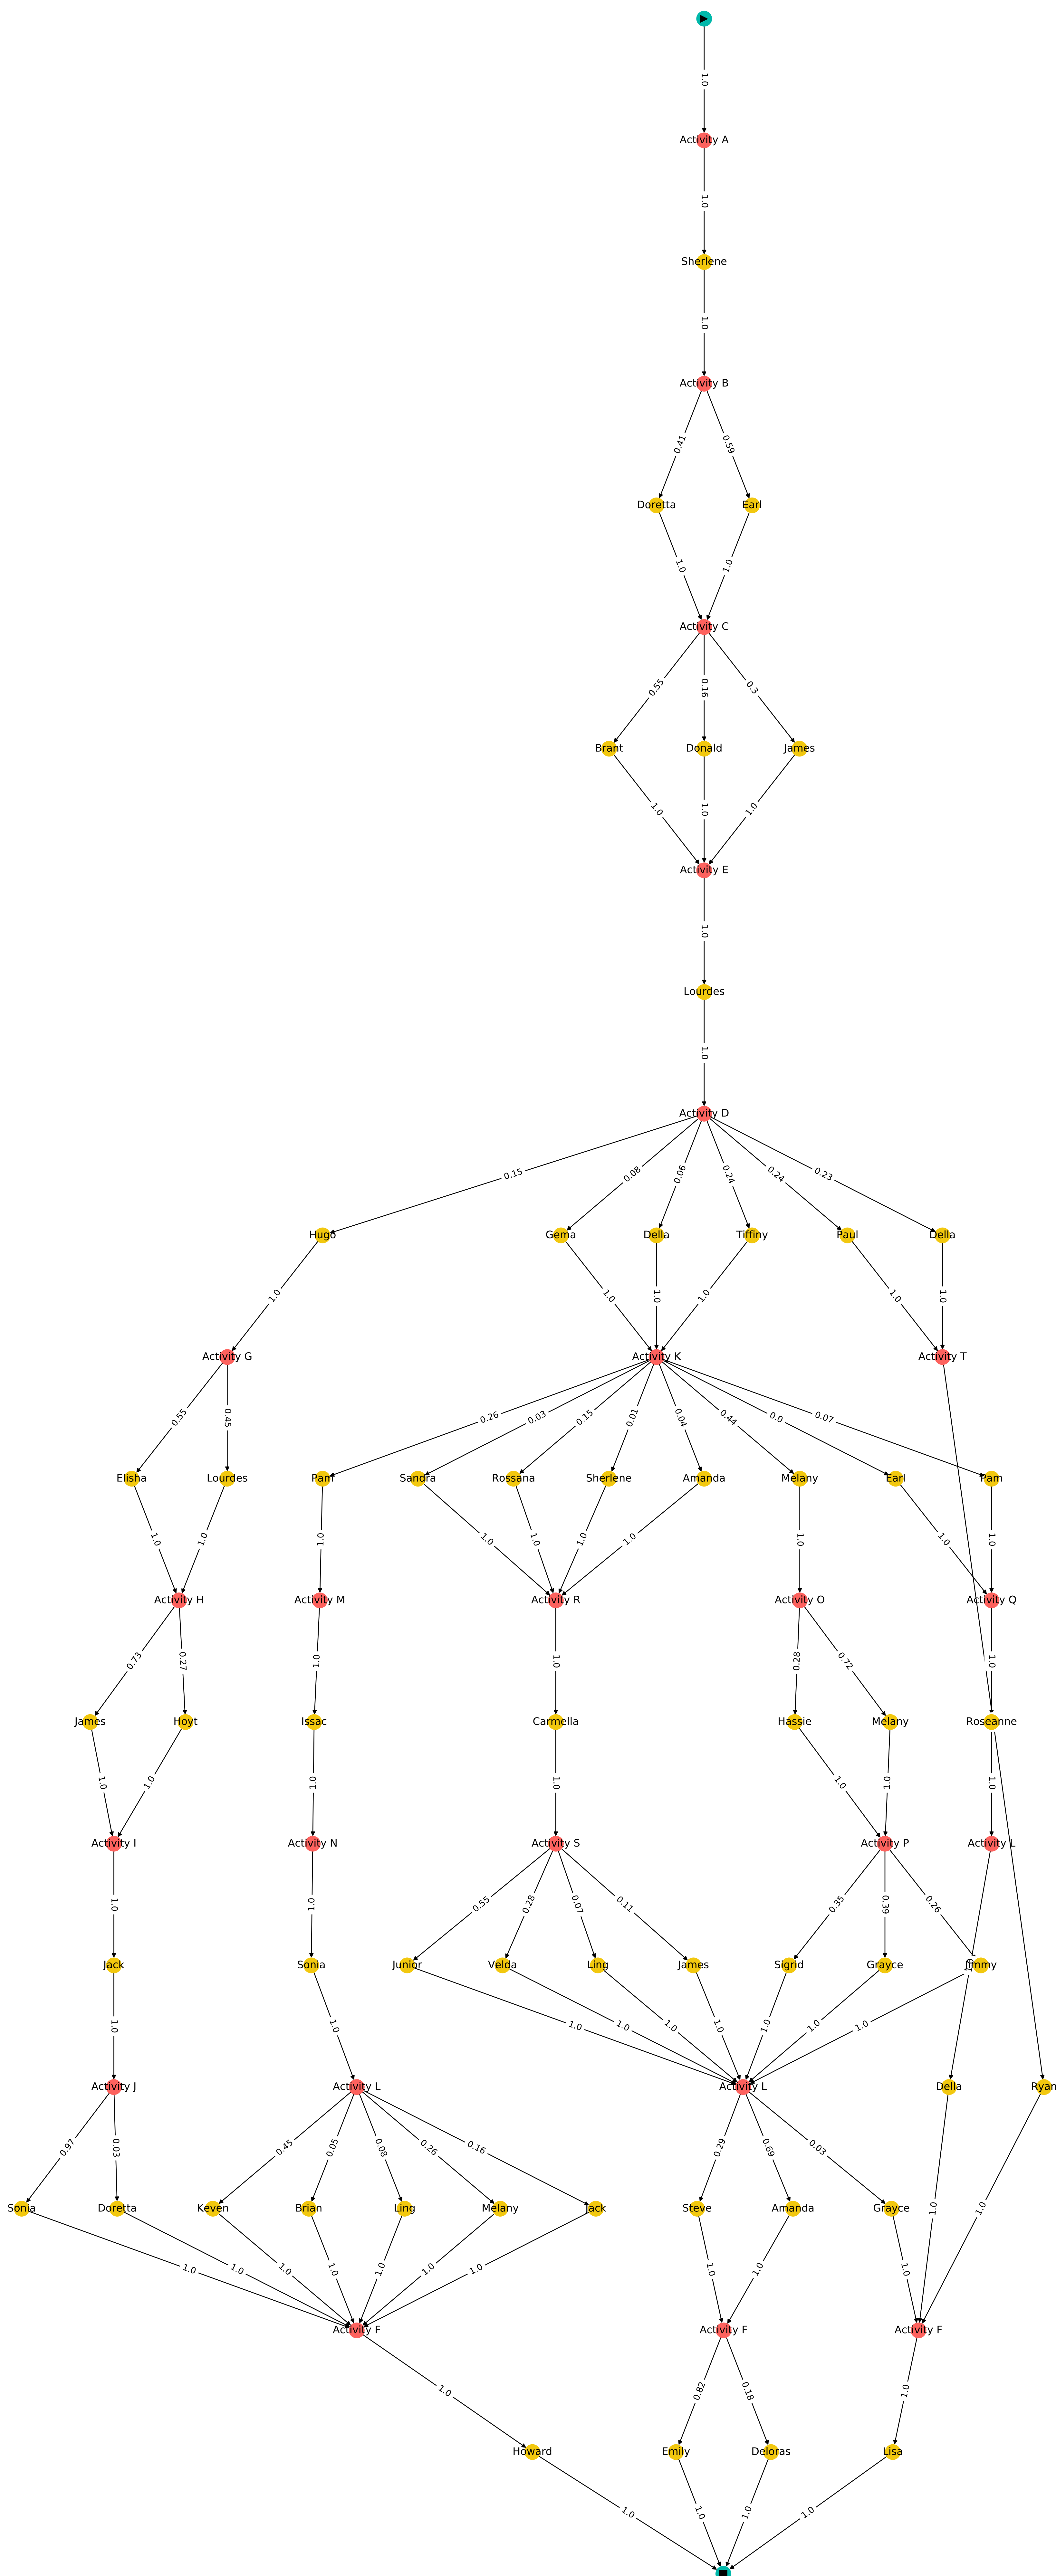 1.0
Activity A
1.0
Sherlene
1.0
Activity B
0.41 0.59
Doretta Earl
1.0 1.0
Activity C
0.55 0.16 0.3
Brant Donald James
1.0 1.0 1.0
Activity E
1.0
Lourdes
1.0
Activity D
0.15 0.08 0.06 0.24 0.24 0.23
Hugo Gema Della Tiffiny Paul Della
1.0 1.0 1.0 1.0 1.0 1.0
Activity G Activity K Activity T
0.55 0.45 0.26 0.03 0.15 0.01 0.04 0.44 0.0 0.07
Elisha Lourdes Pam Sandra Rossana Sherlene Amanda Melany Earl Pam
1.0 1.0 1.0 1.0 1.0 1.0 1.0 1.0 1.0 1.0
Activity H Activity M Activity R Activity O Activity Q
0.73 0.27 1.0 1.0 0.28 0.72 1.0
James Hoyt Issac Carmella Hassie Melany Roseanne
1.0 1.0 1.0 1.0 1.0 1.0 1.0
Activity I Activity N Activity S Activity P Activity L
1.0 1.0 0.55 0.28 0.07 0.11 0.35 0.39 0.26
Jack Sonia Junior Velda Ling James Sigrid Grayce Jimmy
1.0 1.0 1.0 1.0 1.0 1.0 1.0 1.0 1.0
Activity J Activity L Activity L Della Ryan
0.97 0.03 0.45 0.05 0.08 0.26 0.16 0.29 0.69 0.03
Sonia Doretta Keven Brian Ling Melany Jack Steve Amanda Grayce 1.0 1.0
1.0 1.0 1.0 1.0 1.0 1.0 1.0 1.0 1.0 1.0
Activity F Activity F Activity F
1.0 0.82 0.18 1.0
Howard Emily Deloras Lisa
1.0 1.0 1.0 1.0